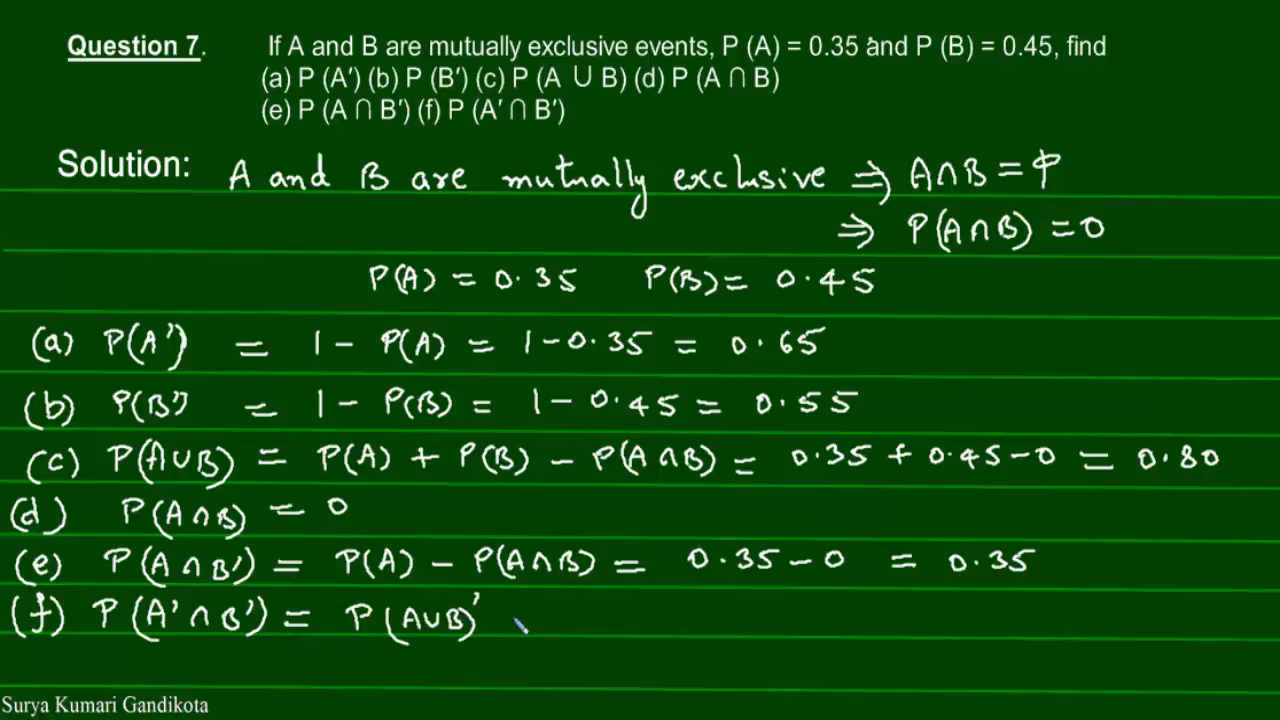 Question 7. If A and B are mutually exclusive events, P (A) = 0.35 and P (B) = 0.45, find
(a) P (A′) (b) P (B′) (c) P (A ∪ B) (d) P (A ∩ B)
(e) P (A ∩ B′) (f) P (A′ ∩ B′)
Solution: A and B are mutually exclusive ⇒ A∩B = φ
⇒ P(A∩B) = 0
P(A) = 0.35 P(B) = 0.45
(a) P(A') = 1 - P(A) = 1 - 0.35 = 0.65
(b) P(B') = 1 - P(B) = 1 - 0.45 = 0.55
(c) P(A∪B) = P(A) + P(B) - P(A∩B) = 0.35 + 0.45 - 0 = 0.80
(d) P(A∩B) = 0
(e) P(A∩B') = P(A) - P(A∩B) = 0.35 - 0 = 0.35
(f) P(A'∩B') = P(A∪B)'
Surya Kumari Gandikota